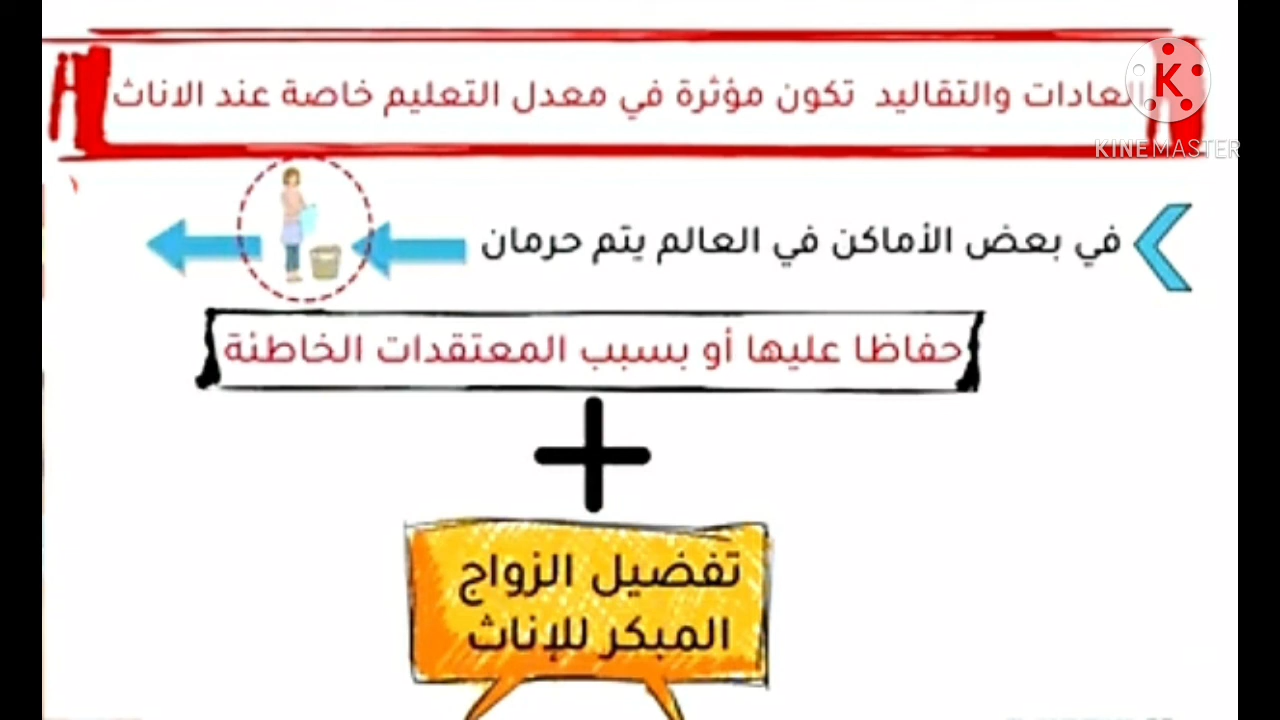 العادات والتقاليد تكون مؤثرة في معدل التعليم خاصة عند الاناث
K
KINEMASTER
في بعض الأماكن في العالم يتم حرمان
حفاظا عليها أو بسبب المعتقدات الخاطئة
تفضيل الزواج
المبكر للإناث